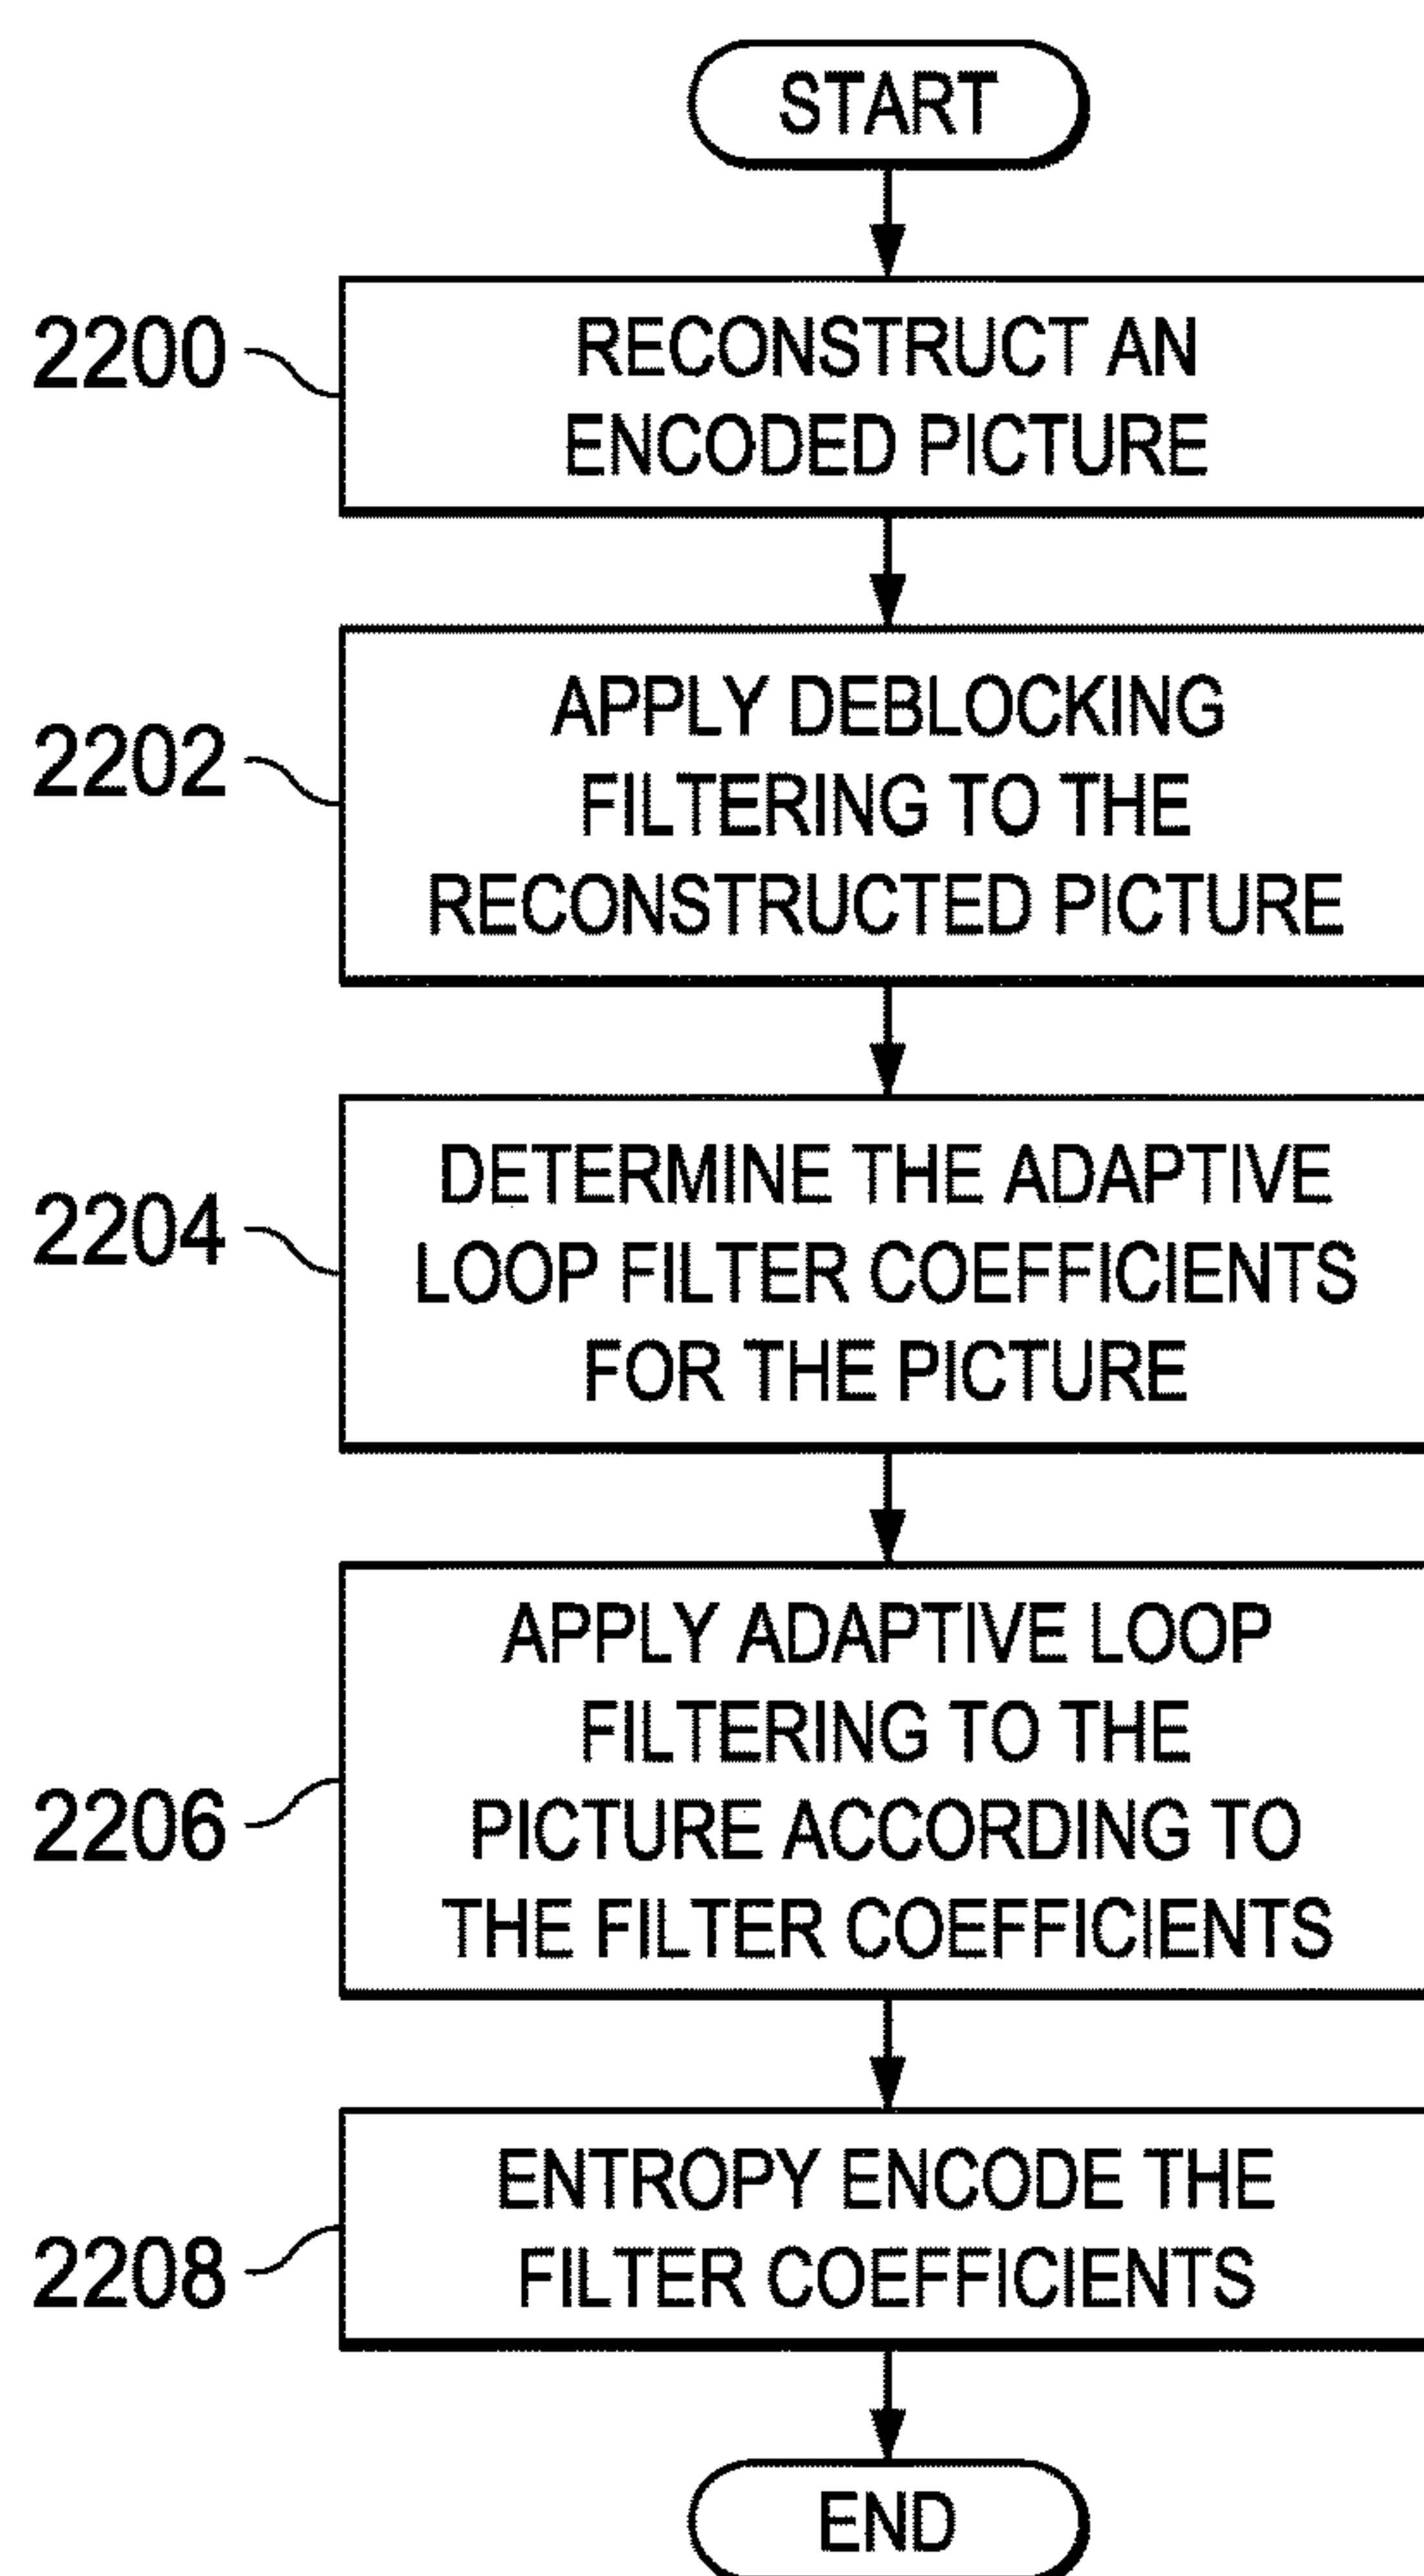 START
2200
RECONSTRUCT AN
ENCODED PICTURE
2202
APPLY DEBLOCKING
FILTERING TO THE
RECONSTRUCTED PICTURE
2204
DETERMINE THE ADAPTIVE
LOOP FILTER COEFFICIENTS
FOR THE PICTURE
2206
APPLY ADAPTIVE LOOP
FILTERING TO THE
PICTURE ACCORDING TO
THE FILTER COEFFICIENTS
2208
ENTROPY ENCODE THE
FILTER COEFFICIENTS
END